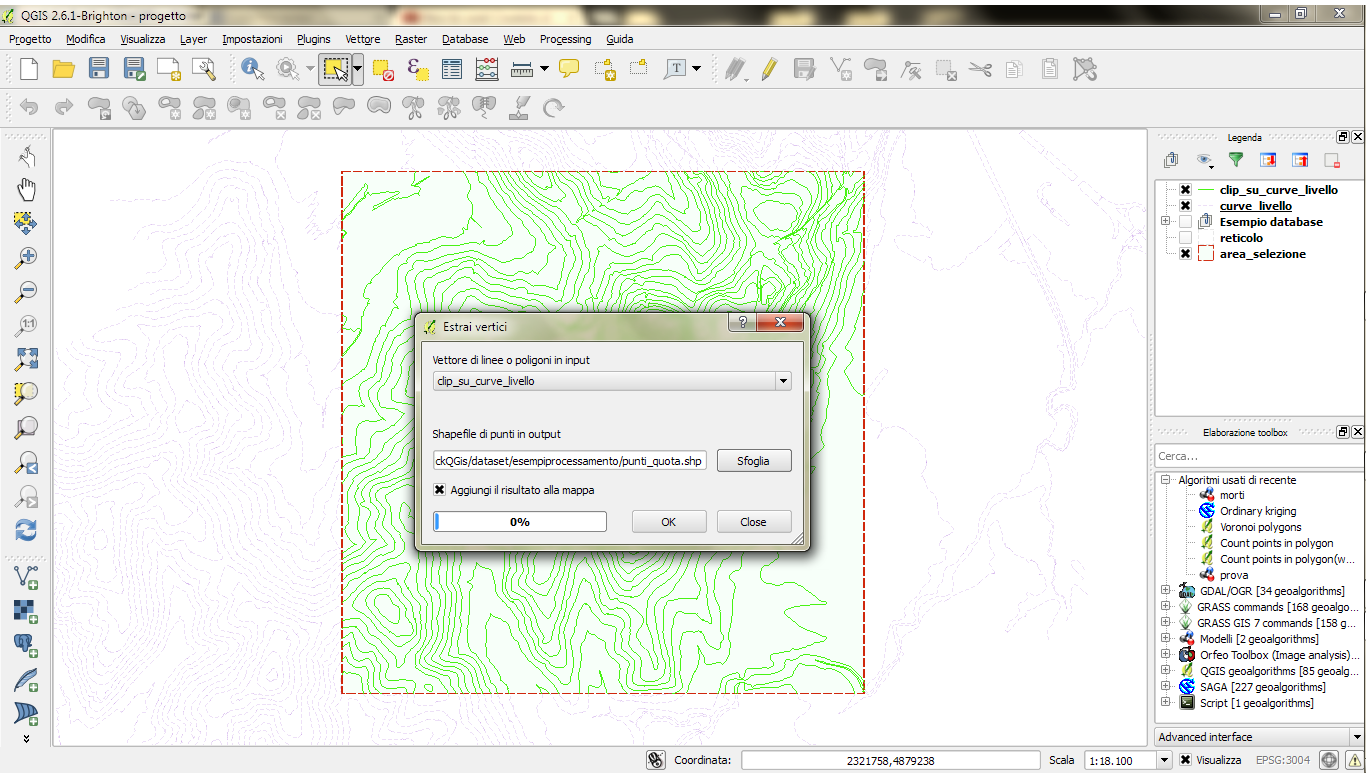 QGIS 2.6.1-Brighton - progetto
Progetto Modifica Visualizza Layer Impostazioni Plugins Vettore Raster Database Web Processing Guida
Legenda
clip_su_curve_livello
curve_livello
Esempio database
reticolo
area_selezione
Estrai vertici
Vettore di linee o poligoni in input
clip_su_curve_livello
Shapefile di punti in output
ckQGis/dataset/esempiprocessamento/punti_quota.shp
Sfoglia
Aggiungi il risultato alla mappa
0%
OK
Close
Elaborazione toolbox
Cerca...
Algoritmi usati di recente
morti
Ordinary kriging
Voronoi polygons
Count points in polygon
Count points in polygon(w...
prova
GDAL/OGR [34 geoalgorithms]
GRASS commands [168 geoalgo...
GRASS GIS 7 commands [158 g...
Modelli [2 geoalgorithms]
Orfeo Toolbox (Image analysis)...
QGIS geoalgorithms [85 geoalg...
SAGA [227 geoalgorithms]
Script [1 geoalgorithms]
Advanced interface
Coordinata: 2321758,4879238 Scala 1:18.100 Visualizza EPSG:3004